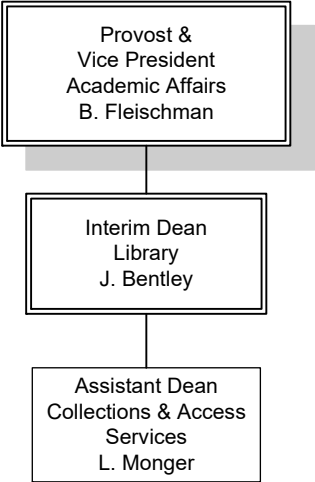 Provost &
Vice President
Academic Affairs
B. Fleischman
Interim Dean
Library
J. Bentley
Assistant Dean
Collections & Access
Services
L. Monger